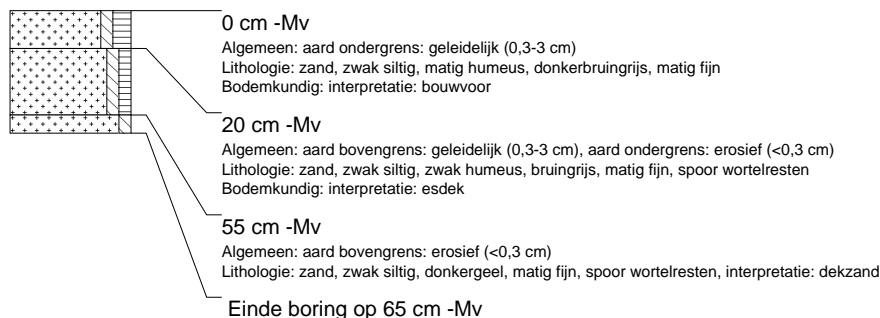 0 cm -Mv
Algemeen: aard ondergrens: geleidelijk (0,3-3 cm)
Lithologie: zand, zwak siltig, matig humeus, donkerbruingrijs, matig fijn
Bodemkundig: interpretatie: bouwvoor
20 cm -Mv
Algemeen: aard bovengrens: geleidelijk (0,3-3 cm), aard ondergrens: erosief (<0,3 cm)
Lithologie: zand, zwak siltig, zwak humeus, bruingrijs, matig fijn, spoor wortelresten
Bodemkundig: interpretatie: esdek
55 cm -Mv
Algemeen: aard bovengrens: erosief (<0,3 cm)
Lithologie: zand, zwak siltig, donkergeel, matig fijn, spoor wortelresten, interpretatie: dekzand
Einde boring op 65 cm -Mv